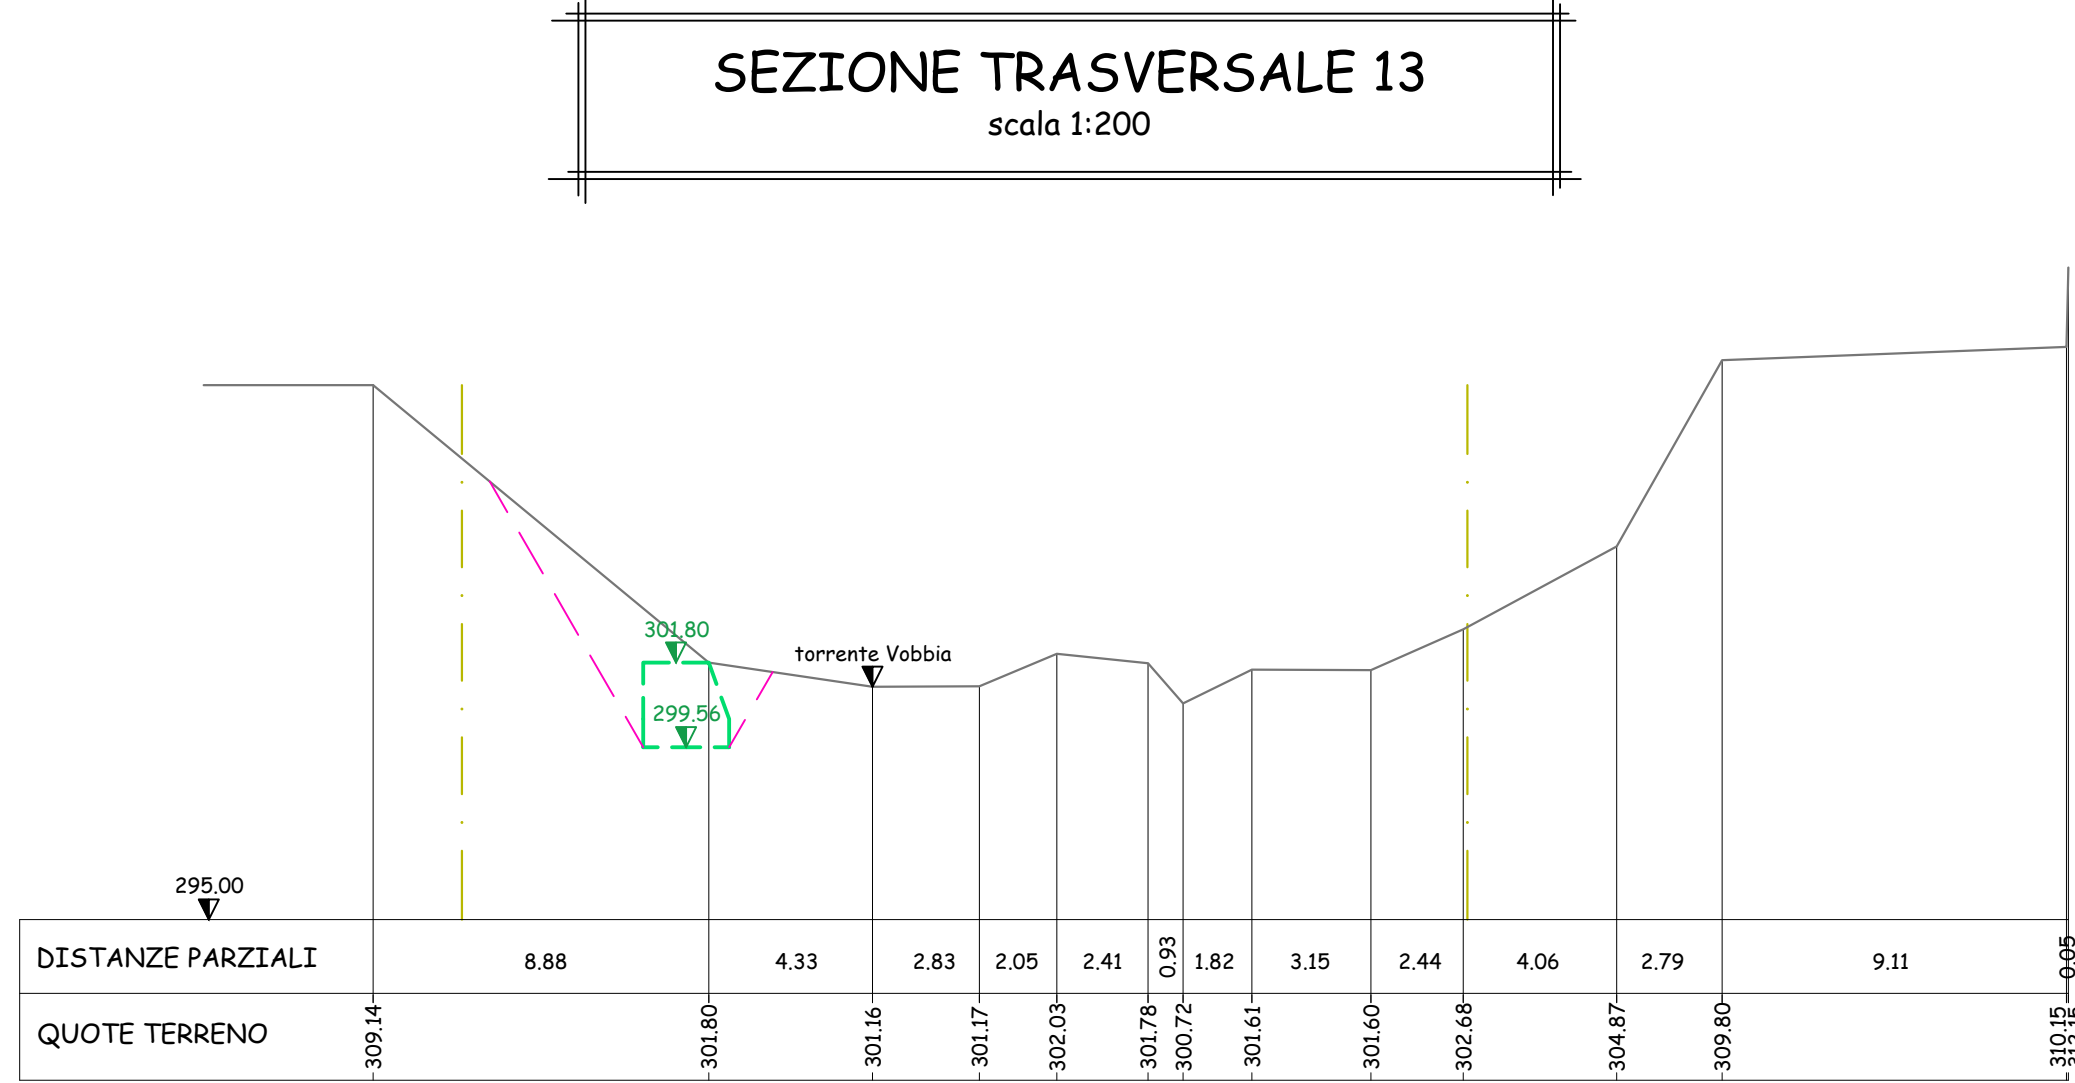 SEZIONE TRASVERSALE 13
scala 1:200
301.80
torrente Vobbia
299.56
295.00
DISTANZE PARZIALI 8.88 4.33 2.83 2.05 2.41 0.93 1.82 3.15 2.44 4.06 2.79 9.11 0.05
QUOTE TERRENO 309.14 301.80 301.16 301.17 302.03 301.78 300.72 301.61 301.60 302.68 304.87 309.80 310.15